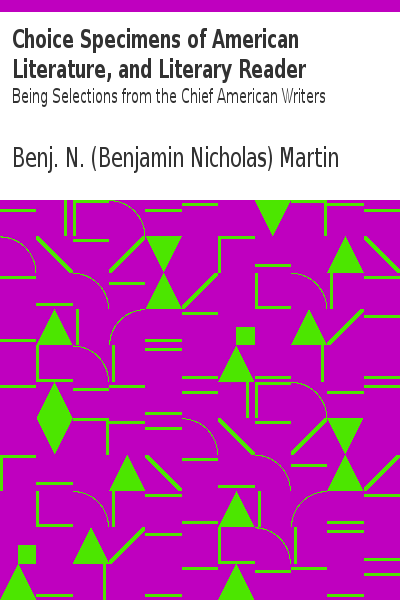 Choice Specimens of American
Literature, and Literary Reader
Being Selections from the Chief American Writers
Benj. N. (Benjamin Nicholas) Martin